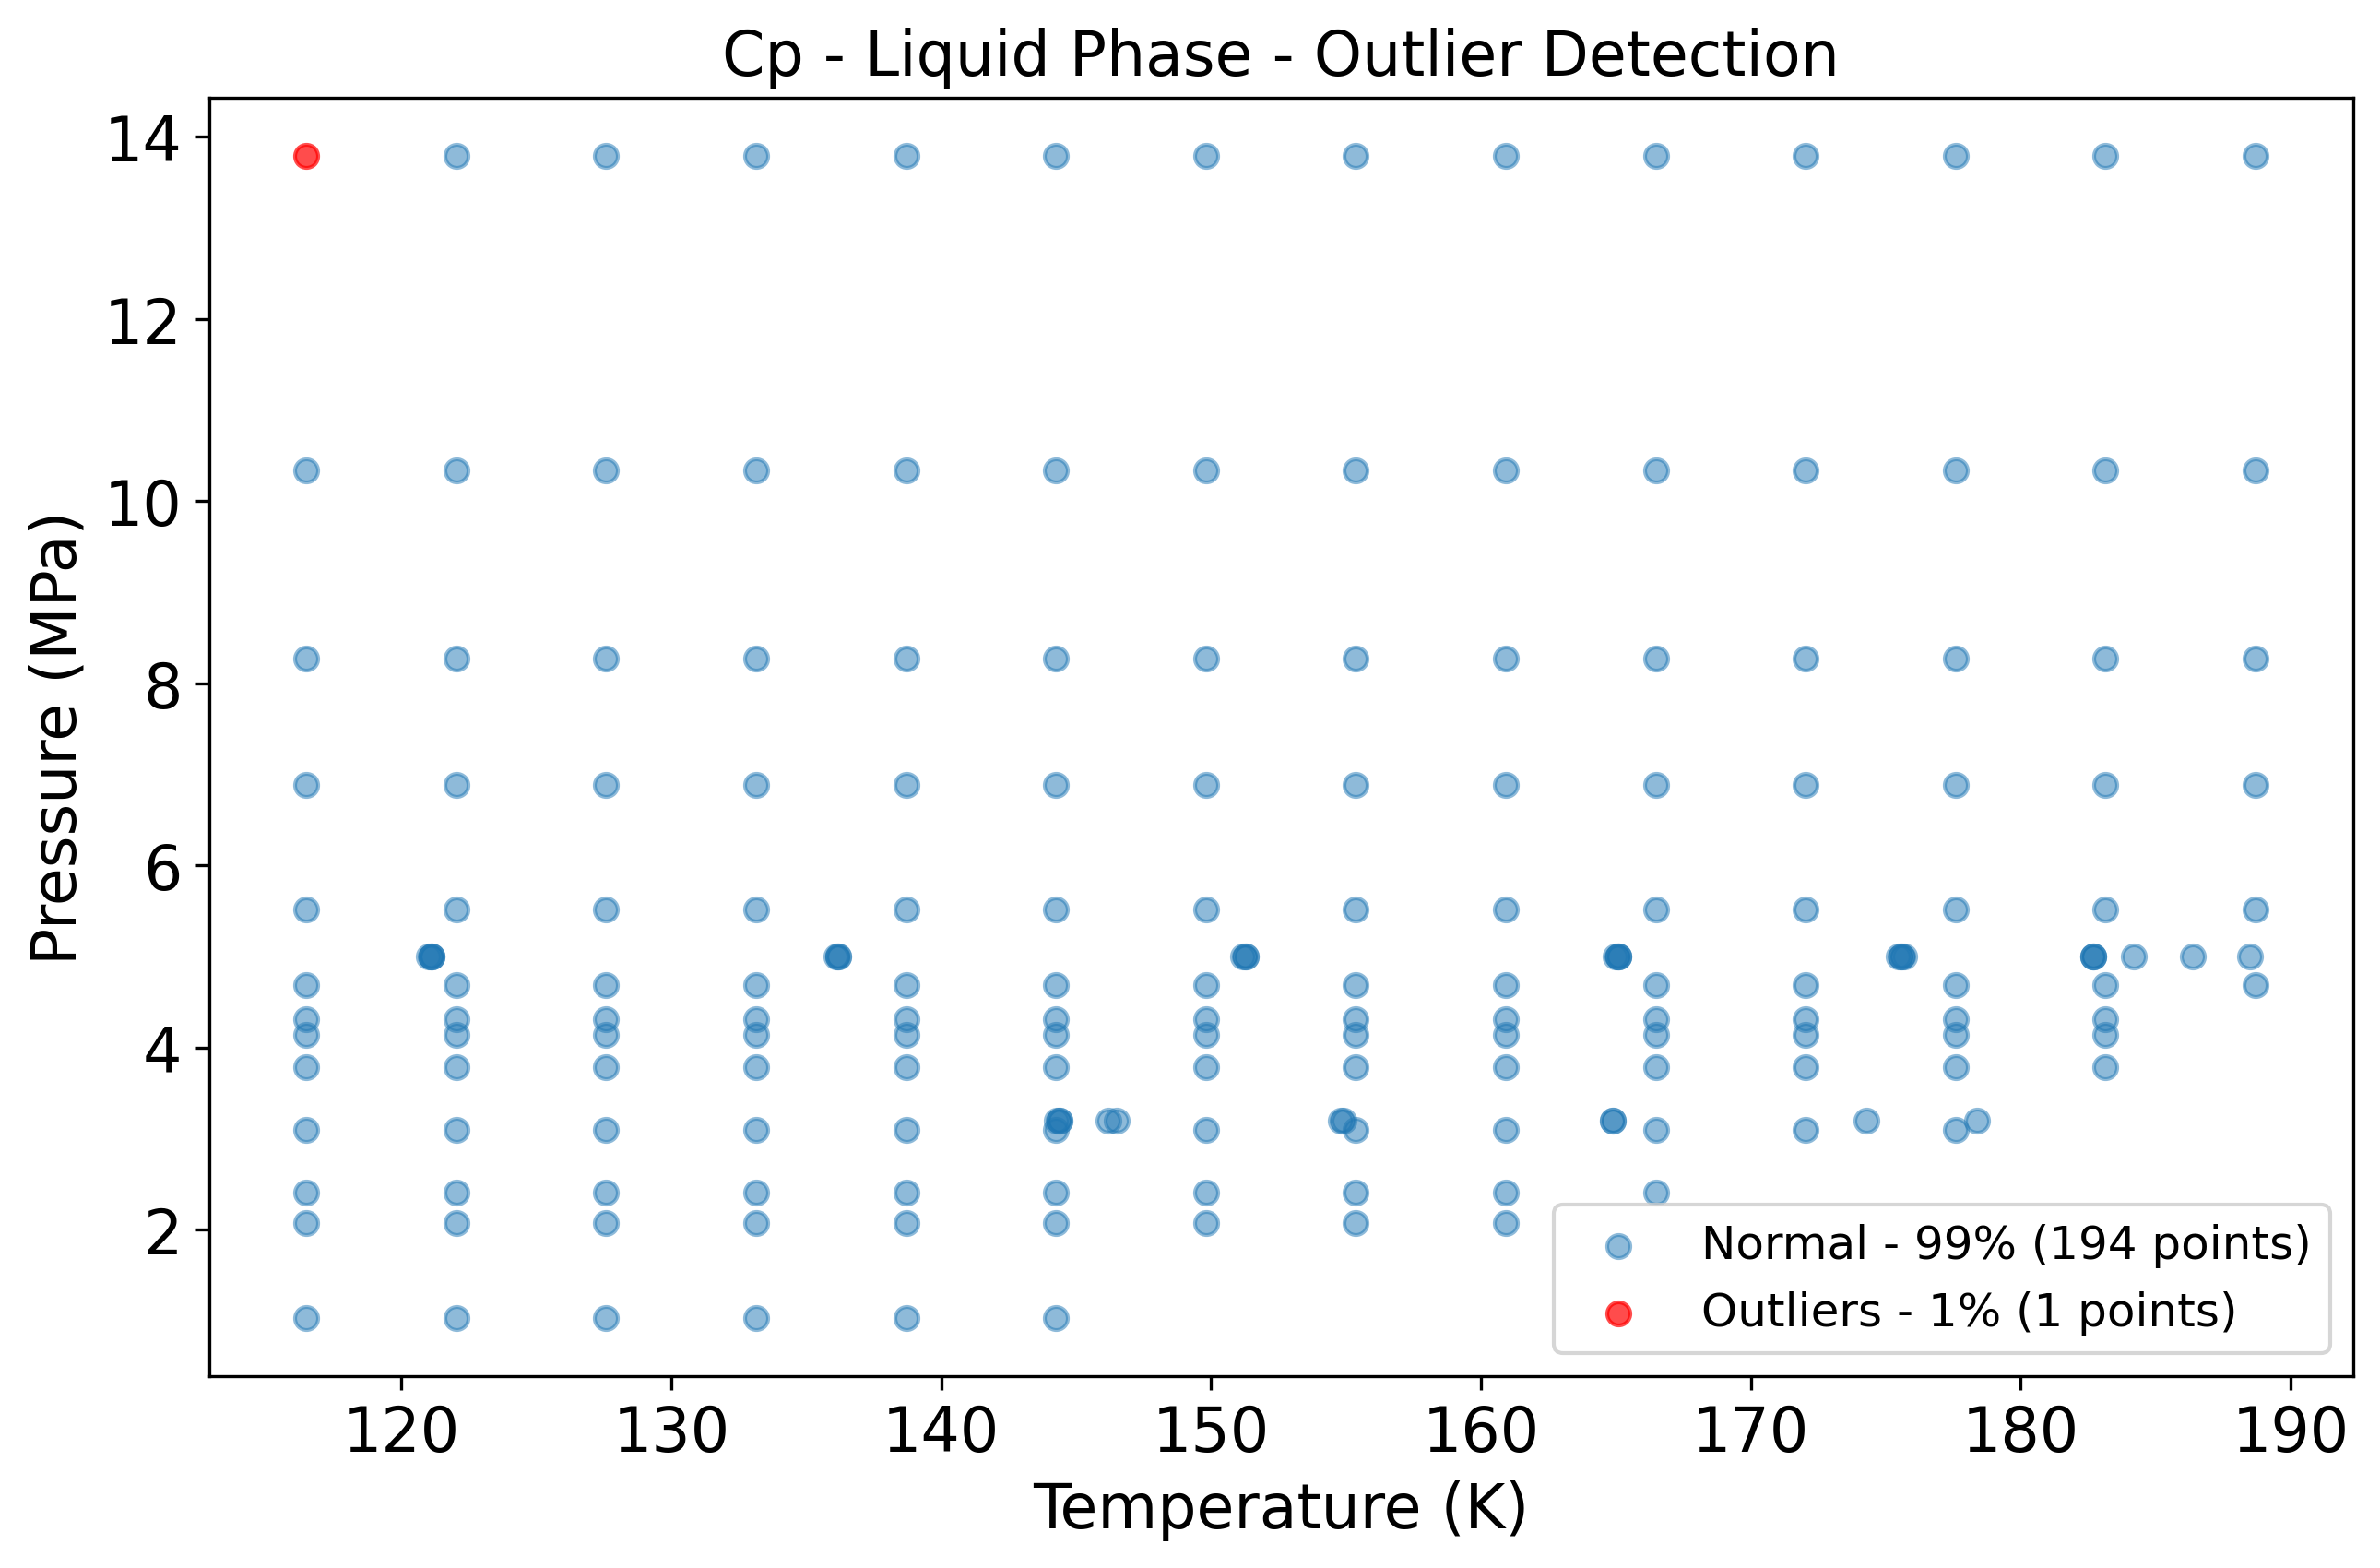 Cp - Liquid Phase - Outlier Detection
Pressure (MPa)
14
12
10
8
6
4
2
Normal - 99% (194 points)
Outliers - 1% (1 points)
120 130 140 150 160 170 180 190
Temperature (K)